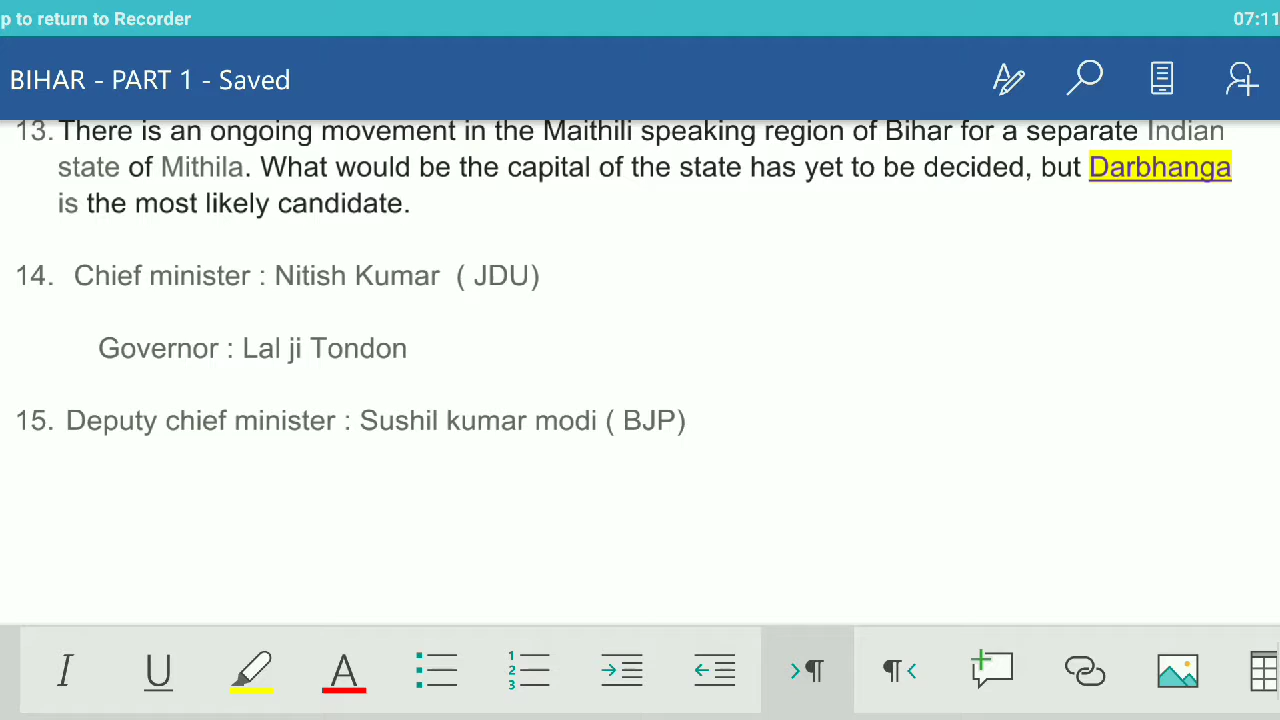 p to return to Recorder
07:11
BIHAR - PART 1 - Saved
13. There is an ongoing movement in the Maithili speaking region of Bihar for a separate Indian
state of Mithila. What would be the capital of the state has yet to be decided, but Darbhanga
is the most likely candidate.
14. Chief minister : Nitish Kumar ( JDU)
Governor : Lal ji Tondon
15. Deputy chief minister : Sushil kumar modi ( BJP)